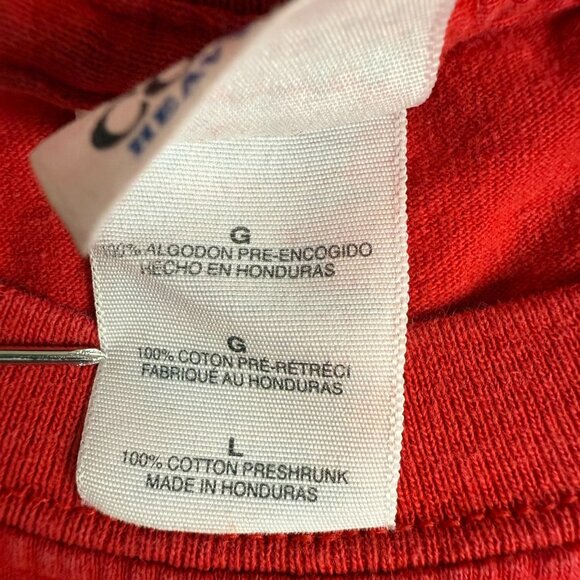 G
100% ALGODON PRE-ENCOGIDO
HECHO EN HONDURAS
G
100% COTON PRÉ-RÉTRÉCI
FABRIQUÉ AU HONDURAS
L
100% COTTON PRESHRUNK
MADE IN HONDURAS